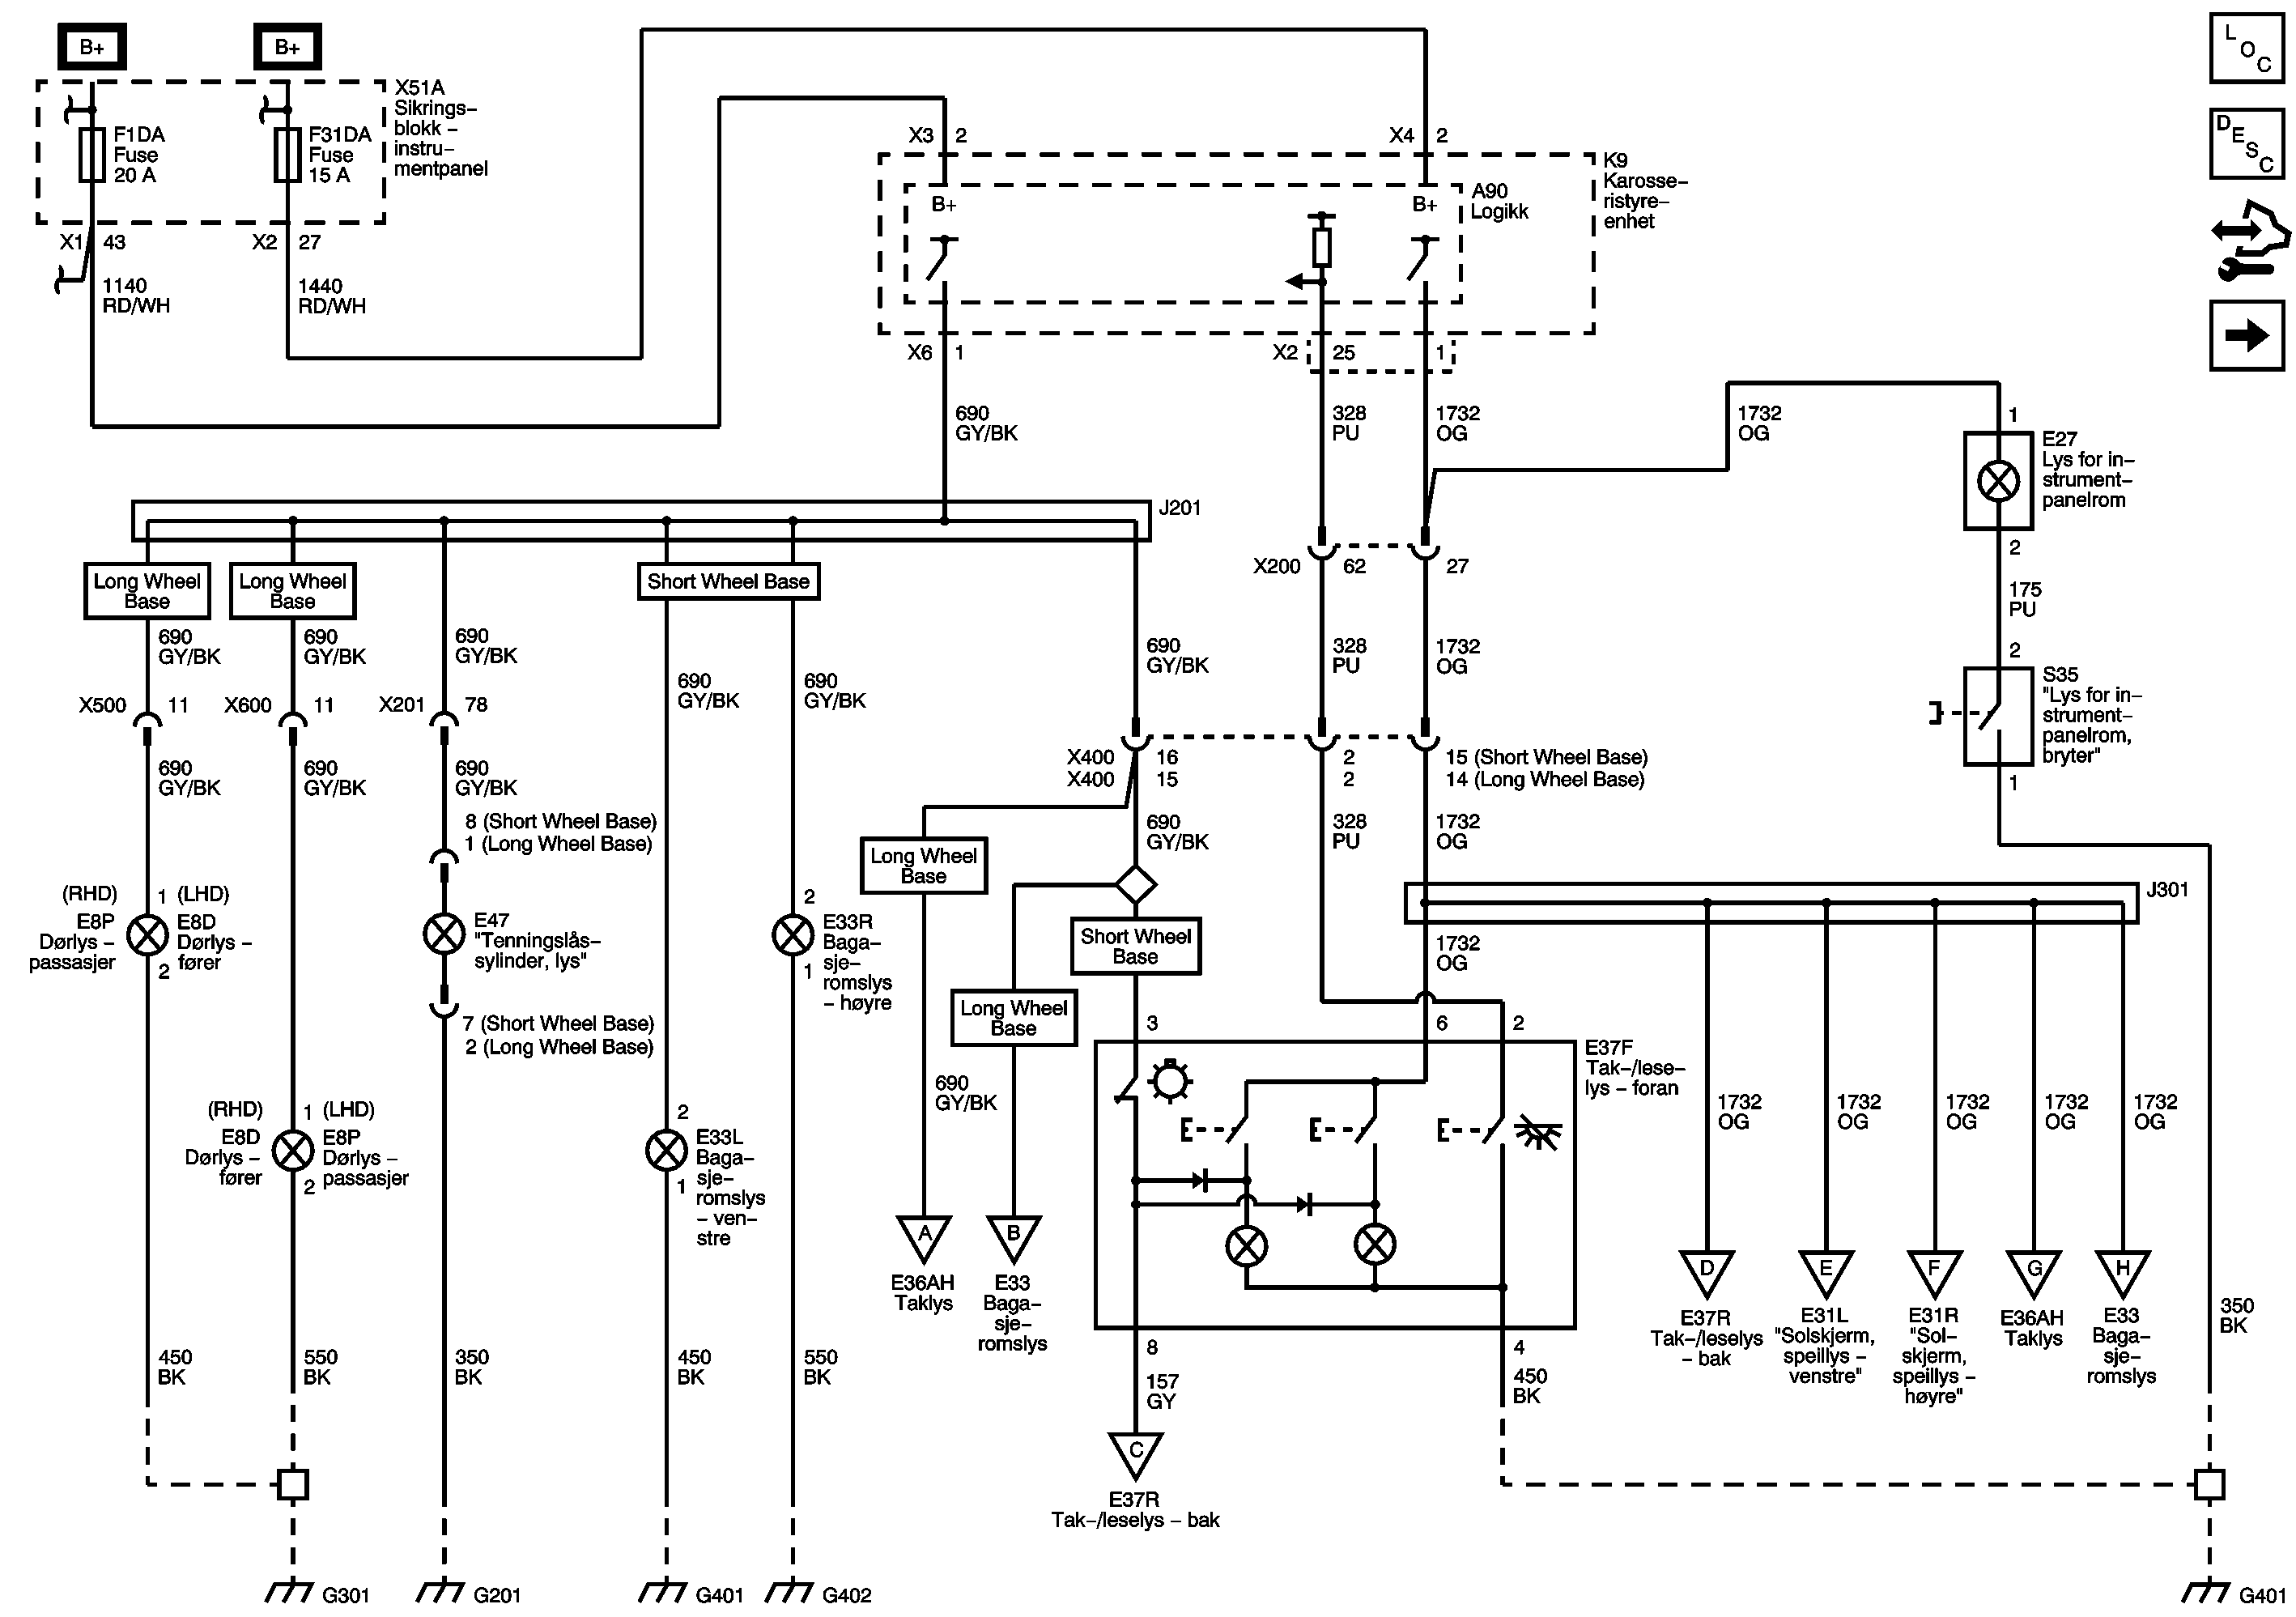 B+
B+
X51A
Sikrings–
blokk –
instru–
mentpanel
F1DA
Fuse
20 A
F31DA
Fuse
15 A
X1
43
X2
27
1140
RD/WH
1440
RD/WH
X3
2
X4
2
K9
Karosse–
ristyre–
enhet
A90
Logikk
B+
B+
X6
1
X2
25
1
690
GY/BK
328
PU
1732
OG
1732
OG
1
E27
Lys for in–
strument–
panelrom
2
175
PU
2
S35
"Lys for in–
strument–
panelrom,
bryter"
1
J201
X200
62
27
Long Wheel
Base
Long Wheel
Base
Short Wheel Base
690
GY/BK
690
GY/BK
690
GY/BK
690
GY/BK
690
GY/BK
690
GY/BK
328
PU
1732
OG
X500
11
X600
11
X201
78
690
GY/BK
690
GY/BK
690
GY/BK
X400
16
2
15 (Short Wheel Base)
X400
15
2
14 (Long Wheel Base)
8 (Short Wheel Base)
1 (Long Wheel Base)
690
GY/BK
328
PU
1732
OG
Long Wheel
Base
J301
(RHD)
1
(LHD)
E8P
Dørlys –
passasjer
E8D
Dørlys –
fører
2
E47
"Tenningslås–
sylinder, lys"
2
E33R
Baga–
sje–
romslys
– høyre
1
Short Wheel
Base
1732
OG
Long Wheel
Base
7 (Short Wheel Base)
2 (Long Wheel Base)
3
6
2
E37F
Tak–/lese–
lys – foran
690
GY/BK
(RHD)
1
(LHD)
E8D
Dørlys –
fører
E8P
Dørlys –
passasjer
2
2
E33L
Baga–
sje–
romslys
– ven–
stre
1
1732
OG
1732
OG
1732
OG
1732
OG
1732
OG
A
E36AH
Taklys
B
E33
Baga–
sje–
romslys
D
E37R
Tak–/leselys
– bak
E
E31L
"Solskjerm,
speillys –
venstre"
F
E31R
"Sol–
skjerm,
speillys –
høyre"
G
E36AH
Taklys
H
E33
Baga–
sje–
romslys
350
BK
450
BK
550
BK
350
BK
450
BK
550
BK
8
157
GY
4
450
BK
C
E37R
Tak–/leselys – bak
G301
G201
G401
G402
G401
LOC
DESC